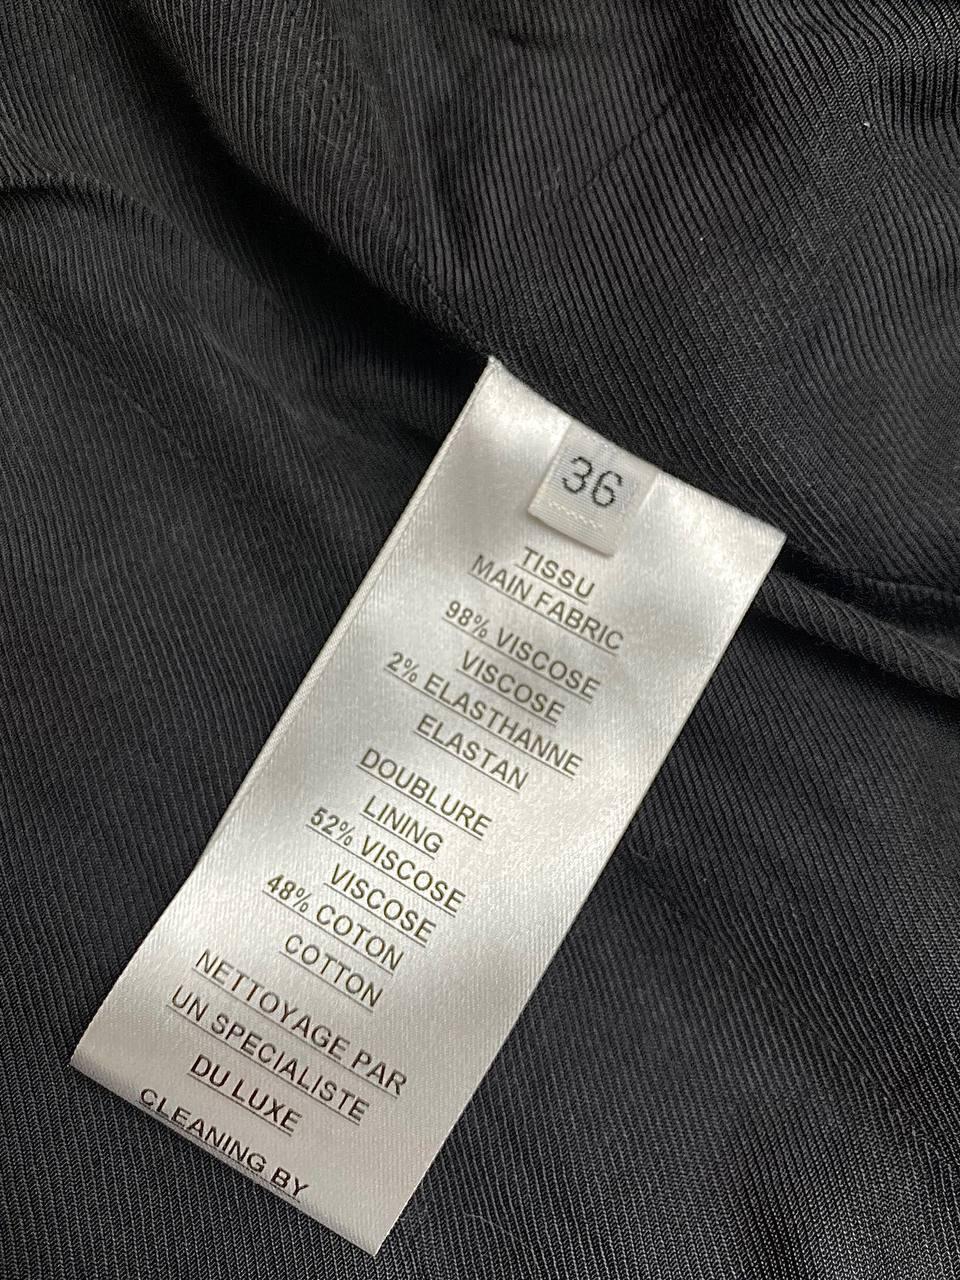 36
TISSU
MAIN FABRIC
98% VISCOSE
VISCOSE
2% ELASTHANNE
ELASTAN
DOUBLURE
LINING
52% VISCOSE
VISCOSE
48% COTON
COTTON
NETTOYAGE PAR
UN SPECIALISTE
DU LUXE
CLEANING BY